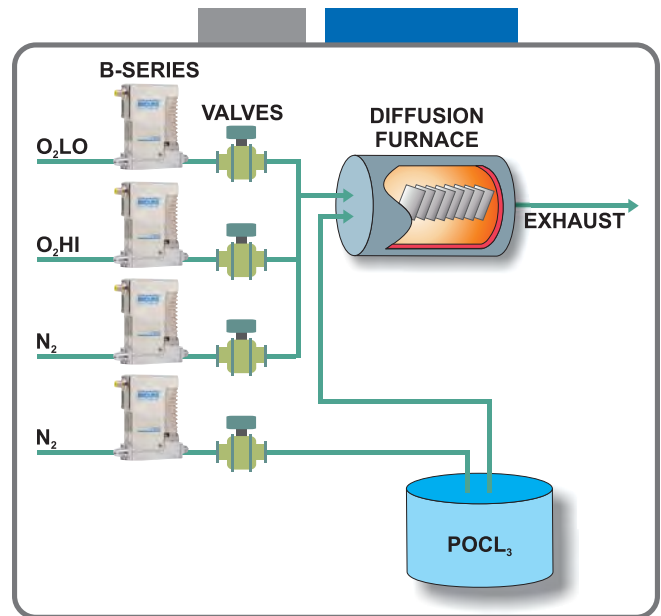 B-SERIES
VALVES
DIFFUSION
FURNACE
O₂LO
O₂HI
EXHAUST
N₂
N₂
POCL₃